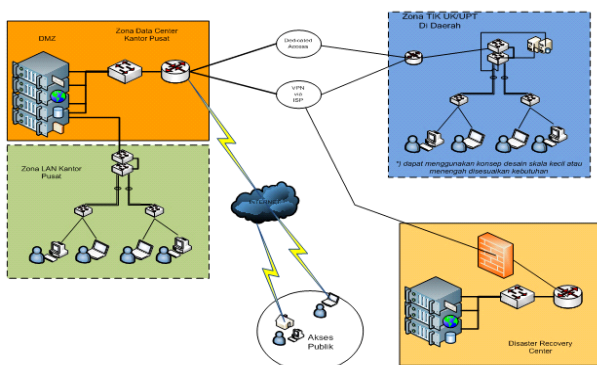 Zona Data Center
Kantor Pusat
DMZ
Dedicated
Access
VPN
via
ISP
Zona TIK UK/UPT
Di Daerah
*) dapat menggunakan konsep desain skala kecil atau
menengah disesuaikan kebutuhan
Zona LAN Kantor
Pusat
INTERNET
Akses
Publik
Disaster Recovery
Center